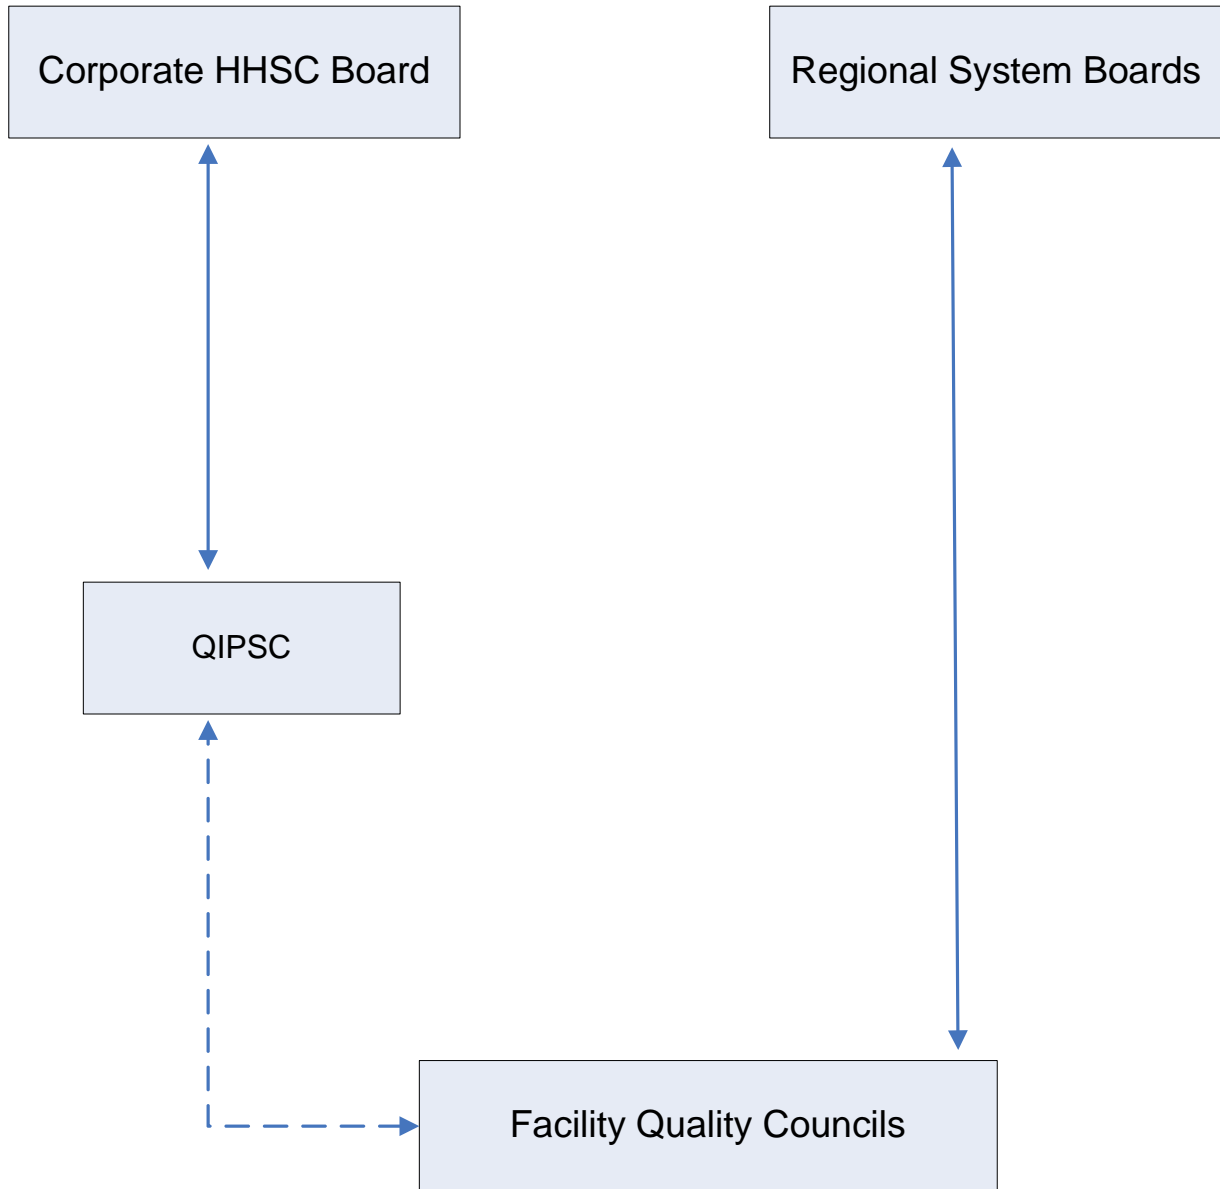 Corporate HHSC Board
Regional System Boards
QIPSC
Facility Quality Councils